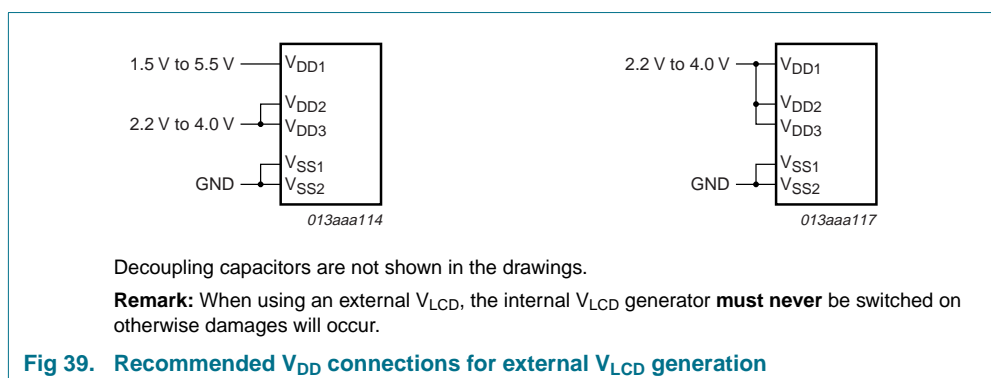 1.5 V to 5.5 V VDD1
VDD2
2.2 V to 4.0 V VDD3
VSS1
GND VSS2
013aaa114
2.2 V to 4.0 V VDD1
VDD2
VDD3
VSS1
GND VSS2
013aaa117
Decoupling capacitors are not shown in the drawings.
Remark: When using an external VLCD, the internal VLCD generator must never be switched on
otherwise damages will occur.
Fig 39. Recommended VDD connections for external VLCD generation